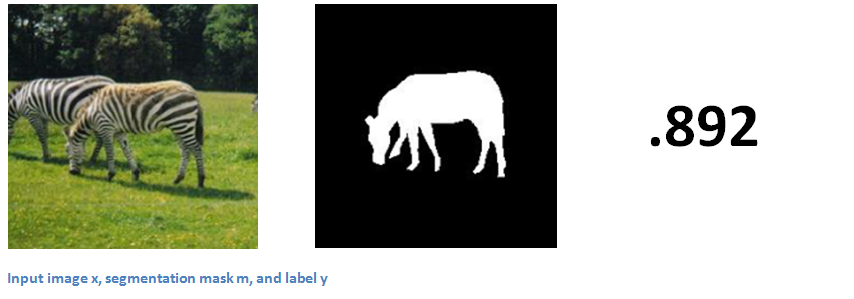 .892
Input image x, segmentation mask m, and label y